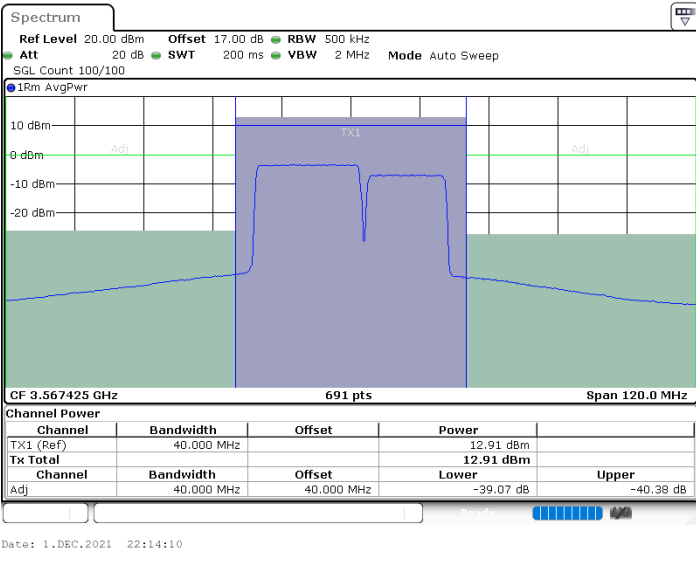 Spectrum
Ref Level 20.00 dBm Offset 17.00 dB RBW 500 kHz
Att 20 dB SWT 200 ms VBW 2 MHz Mode Auto Sweep
SGL Count 100/100
1Rm AvgPwr
10 dBm
TX1
Adj Adj
0 dBm
-10 dBm
-20 dBm
CF 3.567425 GHz 691 pts Span 120.0 MHz
Channel Power
Channel Bandwidth Offset Power
TX1 (Ref) 40.000 MHz 12.91 dBm
Tx Total 12.91 dBm
Channel Bandwidth Offset Lower Upper
Adj 40.000 MHz 40.000 MHz -39.07 dB -40.38 dB
Ready
Date: 1.DEC.2021 22:14:10